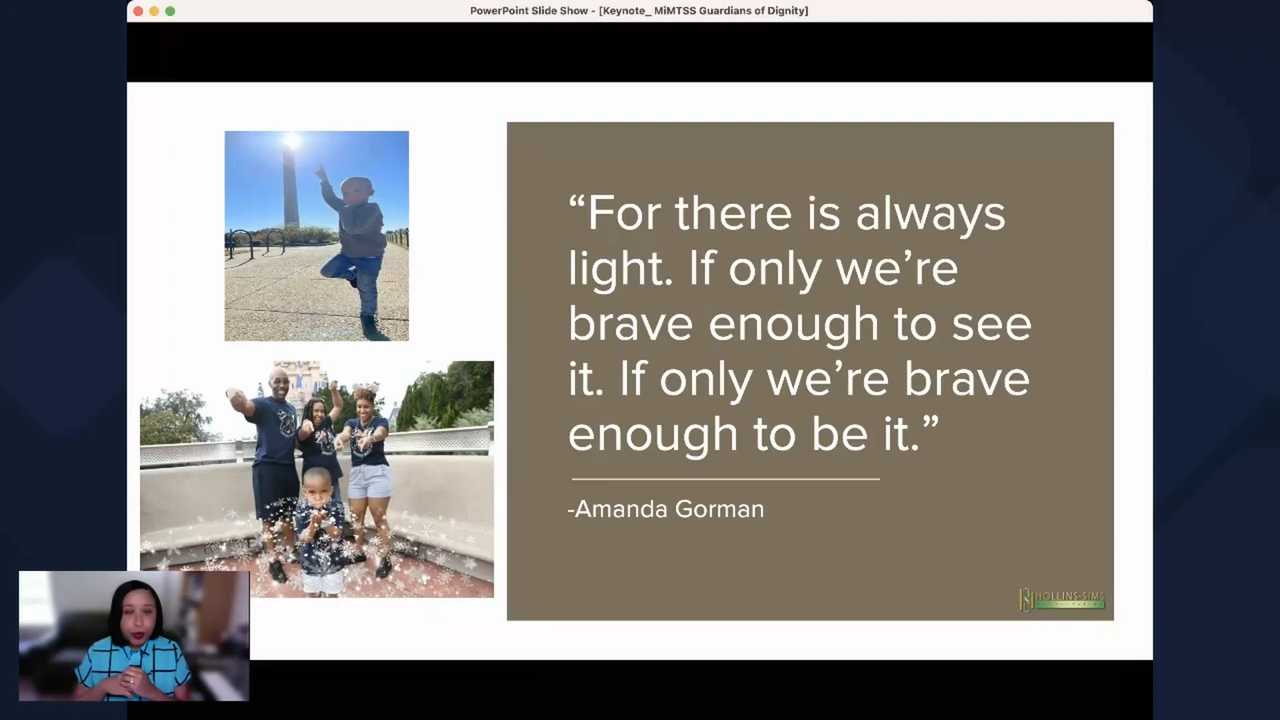 PowerPoint Slide Show - [Keynote_ MiMTSS Guardians of Dignity]
“For there is always
light. If only we’re
brave enough to see
it. If only we’re brave
enough to be it.”
-Amanda Gorman
HOLLINS-SIMS